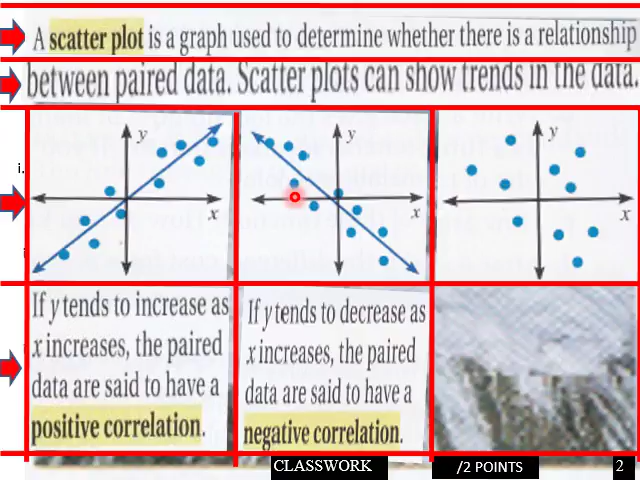 A scatter plot is a graph used to determine whether there is a relationship
between paired data. Scatter plots can show trends in the data.
y
x
y
x
y
x
i.
If y tends to increase as
x increases, the paired
data are said to have a
positive correlation.
If y tends to decrease as
x increases, the paired
data are said to have a
negative correlation.
CLASSWORK
/2 POINTS
2